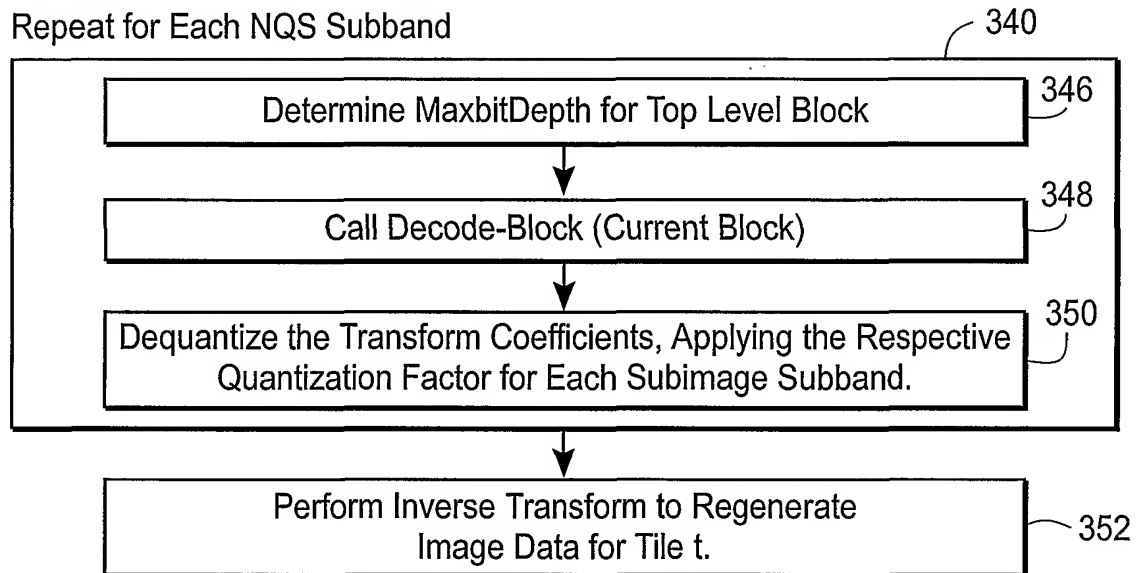 Repeat for Each NQS Subband
340
Determine MaxbitDepth for Top Level Block
346
Call Decode-Block (Current Block)
348
Dequantize the Transform Coefficients, Applying the Respective
Quantization Factor for Each Subimage Subband.
350
Perform Inverse Transform to Regenerate
Image Data for Tile t.
352